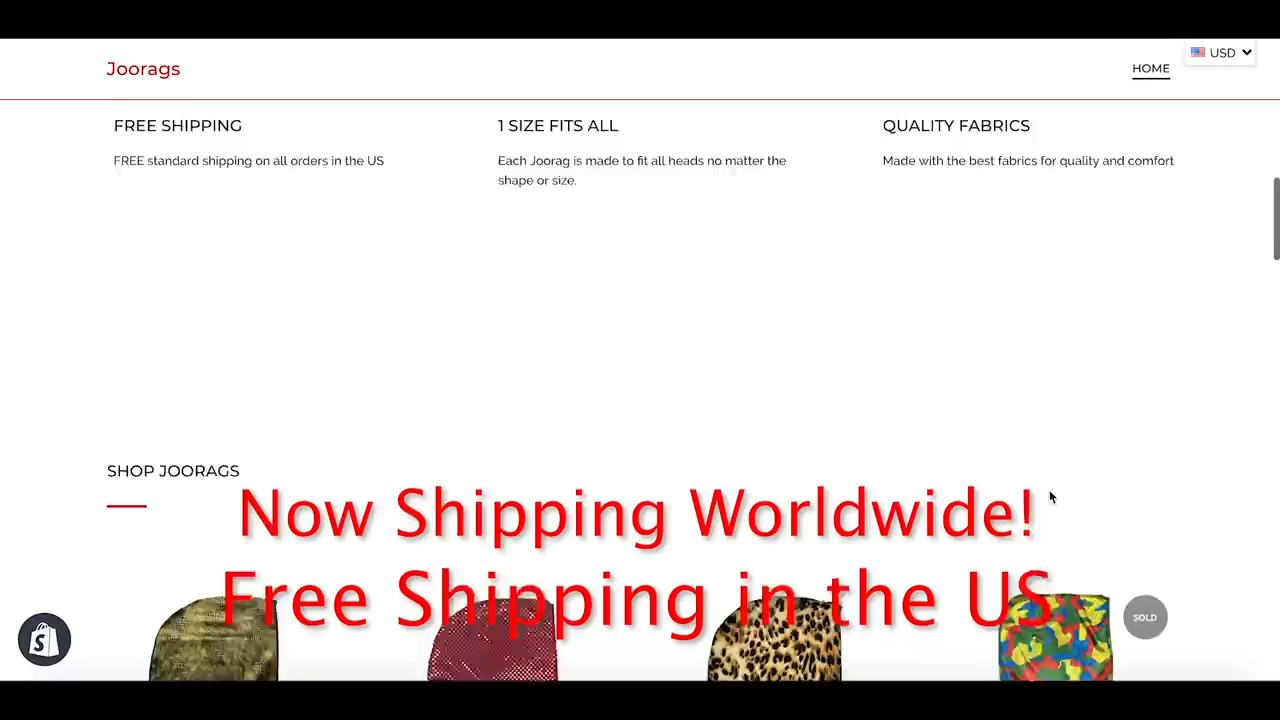 Joorags
HOME
USD
FREE SHIPPING
FREE standard shipping on all orders in the US
1 SIZE FITS ALL
Each Joorag is made to fit all heads no matter the
shape or size.
QUALITY FABRICS
Made with the best fabrics for quality and comfort
SHOP JOORAGS
Now Shipping Worldwide!
Free Shipping in the US
SOLD
S